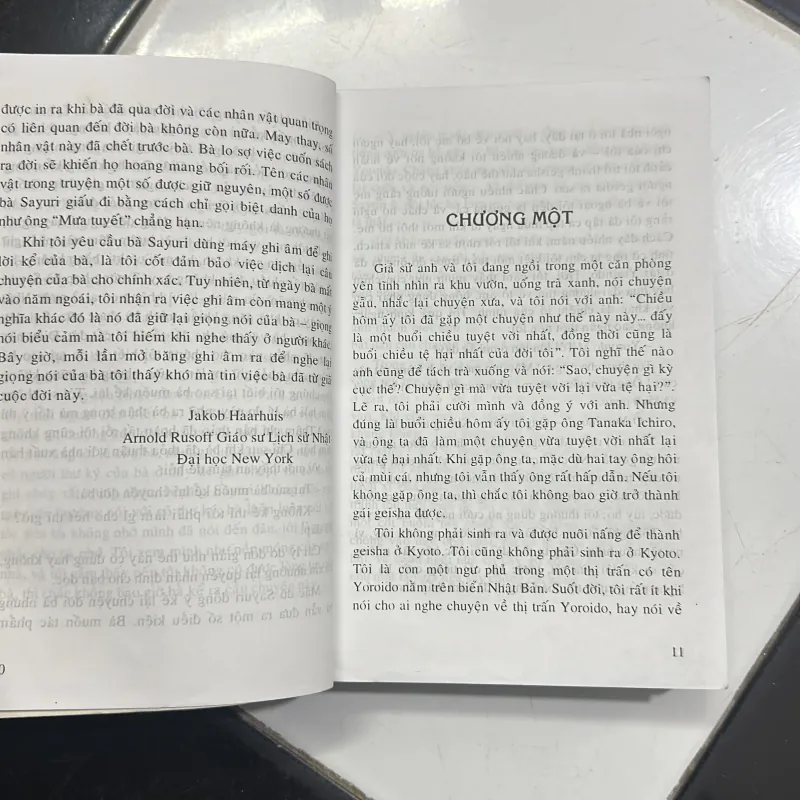 được in ra khi bà đã qua đời và các nhân vật quan trọng
có liên quan đến đời bà không còn nữa. May thay, số
nhân vật này đã chết trước bà. Bà lo sợ việc cuốn sách
ra đời sẽ khiến họ hoang mang bối rối. Tên các nhân
vật trong truyện một số được giữ nguyên, một số được
bà Sayuri giấu đi bằng cách chỉ gọi biệt danh của họ
như ông “Mưa tuyết” chẳng hạn.
Khi tôi yêu cầu bà Sayuri dùng máy ghi âm để ghi
lời kể của bà, là tôi cốt đảm bảo việc dịch lại câu
chuyện của bà cho chính xác. Tuy nhiên, từ ngày bà mất
vào năm ngoái, tôi nhận ra việc ghi âm còn mang một ý
nghĩa khác đó là nó đã giữ lại giọng nói của bà – giọng
nói biểu cảm mà tôi hiếm khi nghe thấy ở người khác.
Bây giờ, mỗi lần mở băng ghi âm ra để nghe lại
giọng nói của bà tôi thấy khó mà tin việc bà đã từ giã
cuộc đời này.
Jakob Haarhuis
Arnold Rusoff Giáo sư Lịch sử Nhật
Đại học New York
0
CHƯƠNG MỘT
Giả sử anh và tôi đang ngồi trong một căn phòng
yên tĩnh nhìn ra khu vườn, uống trà xanh, nói chuyện
gẫu, nhắc lại chuyện xưa, và tôi nói với anh: “Chiều
hôm ấy tôi đã gặp một chuyện như thế này này... đấy
là một buổi chiều tuyệt vời nhất, đồng thời cũng là
buổi chiều tệ hại nhất của đời tôi”. Tôi nghĩ thế nào
anh cũng để tách trà xuống và nói: “Sao, chuyện gì kỳ
cục thế? Chuyện gì mà vừa tuyệt vời lại vừa tệ hại?”.
Lẽ ra, tôi phải cười mình và đồng ý với anh. Nhưng
đúng là buổi chiều hôm ấy tôi gặp ông Tanaka Ichiro,
và ông ta đã làm một chuyện vừa tuyệt vời nhất lại
vừa tệ hại nhất. Khi gặp ông ta, mặc dù hai tay ông hôi
cả mùi cá, nhưng tôi vẫn thấy ông rất hấp dẫn. Nếu tôi
không gặp ông ta, thì chắc tôi không bao giờ trở thành
gái geisha được.
Tôi không phải sinh ra và được nuôi nấng để thành
geisha ở Kyoto. Tôi cũng không phải sinh ra ở Kyoto.
Tôi là con một ngư phủ trong một thị trấn có tên
Yoroido nằm trên biển Nhật Bản. Suốt đời, tôi rất ít khi
nói cho ai nghe chuyện về thị trấn Yoroido, hay nói về
11